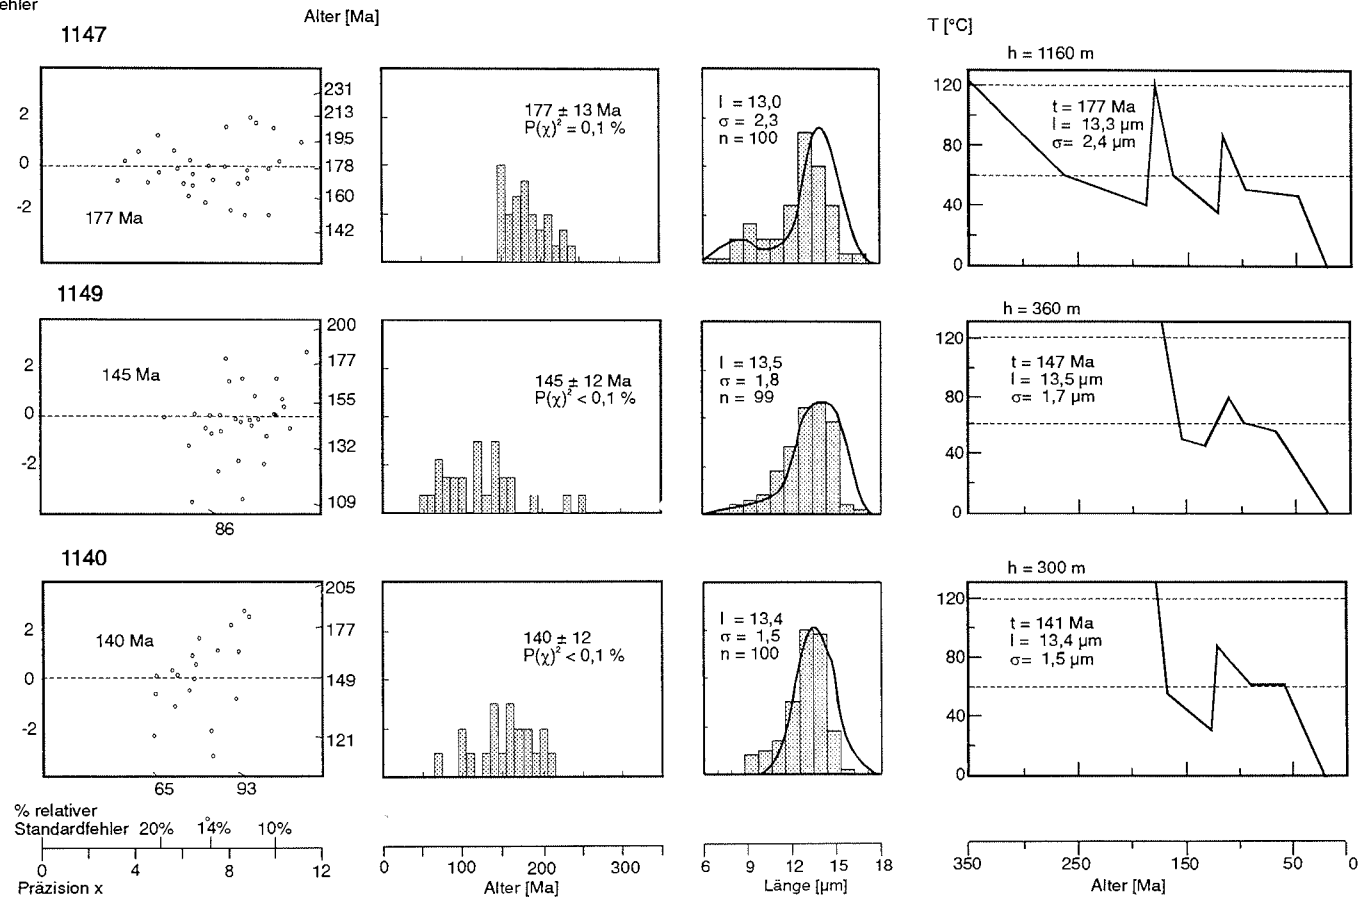 ehler
Alter [Ma]
T [°C]
1147
h = 1160 m
2
0
-2
177 Ma
231
213
195
178
160
142
177 ± 13 Ma
P(χ)² = 0,1 %
l = 13,0
σ = 2,3
n = 100
120
80
40
0
t = 177 Ma
l = 13,3 µm
σ= 2,4 µm
1149
h = 360 m
2
0
-2
145 Ma
200
177
155
132
109
86
145 ± 12 Ma
P(χ)² < 0,1 %
l = 13,5
σ = 1,8
n = 99
120
80
40
0
t = 147 Ma
l = 13,5 µm
σ= 1,7 µm
1140
h = 300 m
2
0
-2
140 Ma
205
177
149
121
65 93
140 ± 12
P(χ)² < 0,1 %
l = 13,4
σ = 1,5
n = 100
120
80
40
0
t = 141 Ma
l = 13,4 µm
σ= 1,5 µm
% relativer
Standardfehler 20% 14% 10%
0 4 8 12
Präzision x
0 100 200 300
Alter [Ma]
6 9 12 15 18
Länge [µm]
350 250 150 50 0
Alter [Ma]